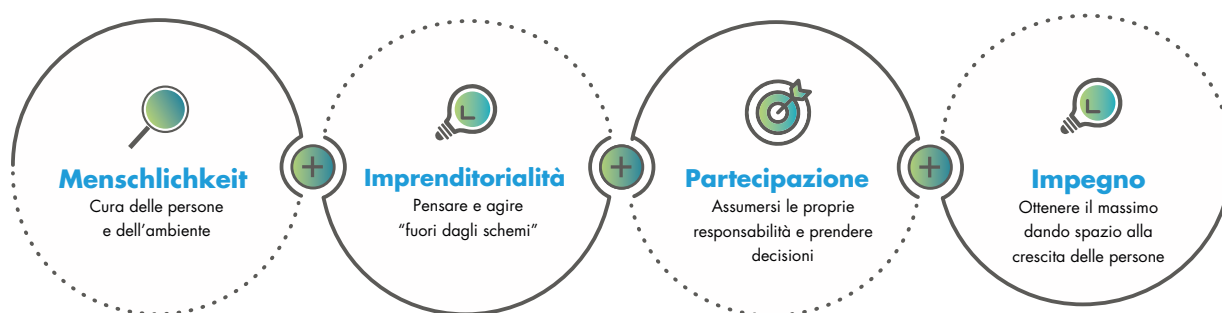 Menschlichkeit
Cura delle persone
e dell'ambiente
Imprenditorialità
Pensare e agire
“fuori dagli schemi”
Partecipazione
Assumersi le proprie
responsabilità e prendere
decisioni
Impegno
Ottenere il massimo
dando spazio alla
crescita delle persone